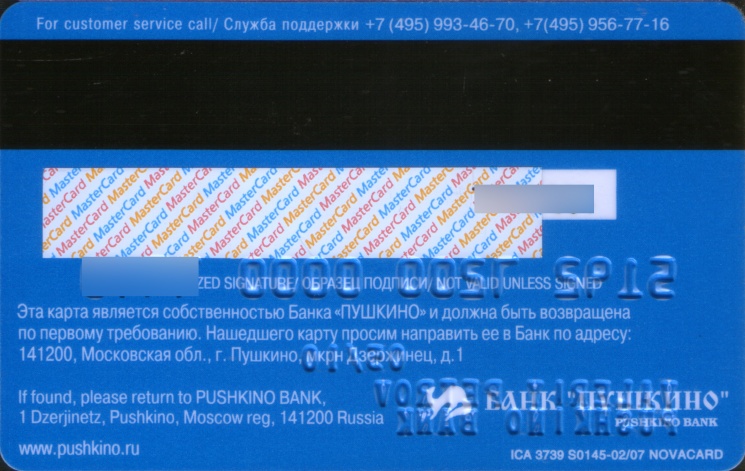 For customer service call/ Служба поддержки +7 (495) 993-46-70, +7(495) 956-77-16
MasterCard MasterCard MasterCard MasterCard
ZED SIGNATURE/ ОБРАЗЕЦ ПОДПИСИ/ NOT VALID UNLESS SIGNED
Эта карта является собственностью Банка «ПУШКИНО» и должна быть возвращена
по первому требованию. Нашедшего карту просим направить ее в Банк по адресу:
141200, Московская обл., г. Пушкино, мкрн Дзержинец, д.1
If found, please return to PUSHKINO BANK,
1 Dzerjinetz, Pushkino, Moscow reg, 141200 Russia
БАНК "ПУШКИНО"
PUSHKINO BANK
www.pushkino.ru
ICA 3739 S0145-02/07 NOVACARD